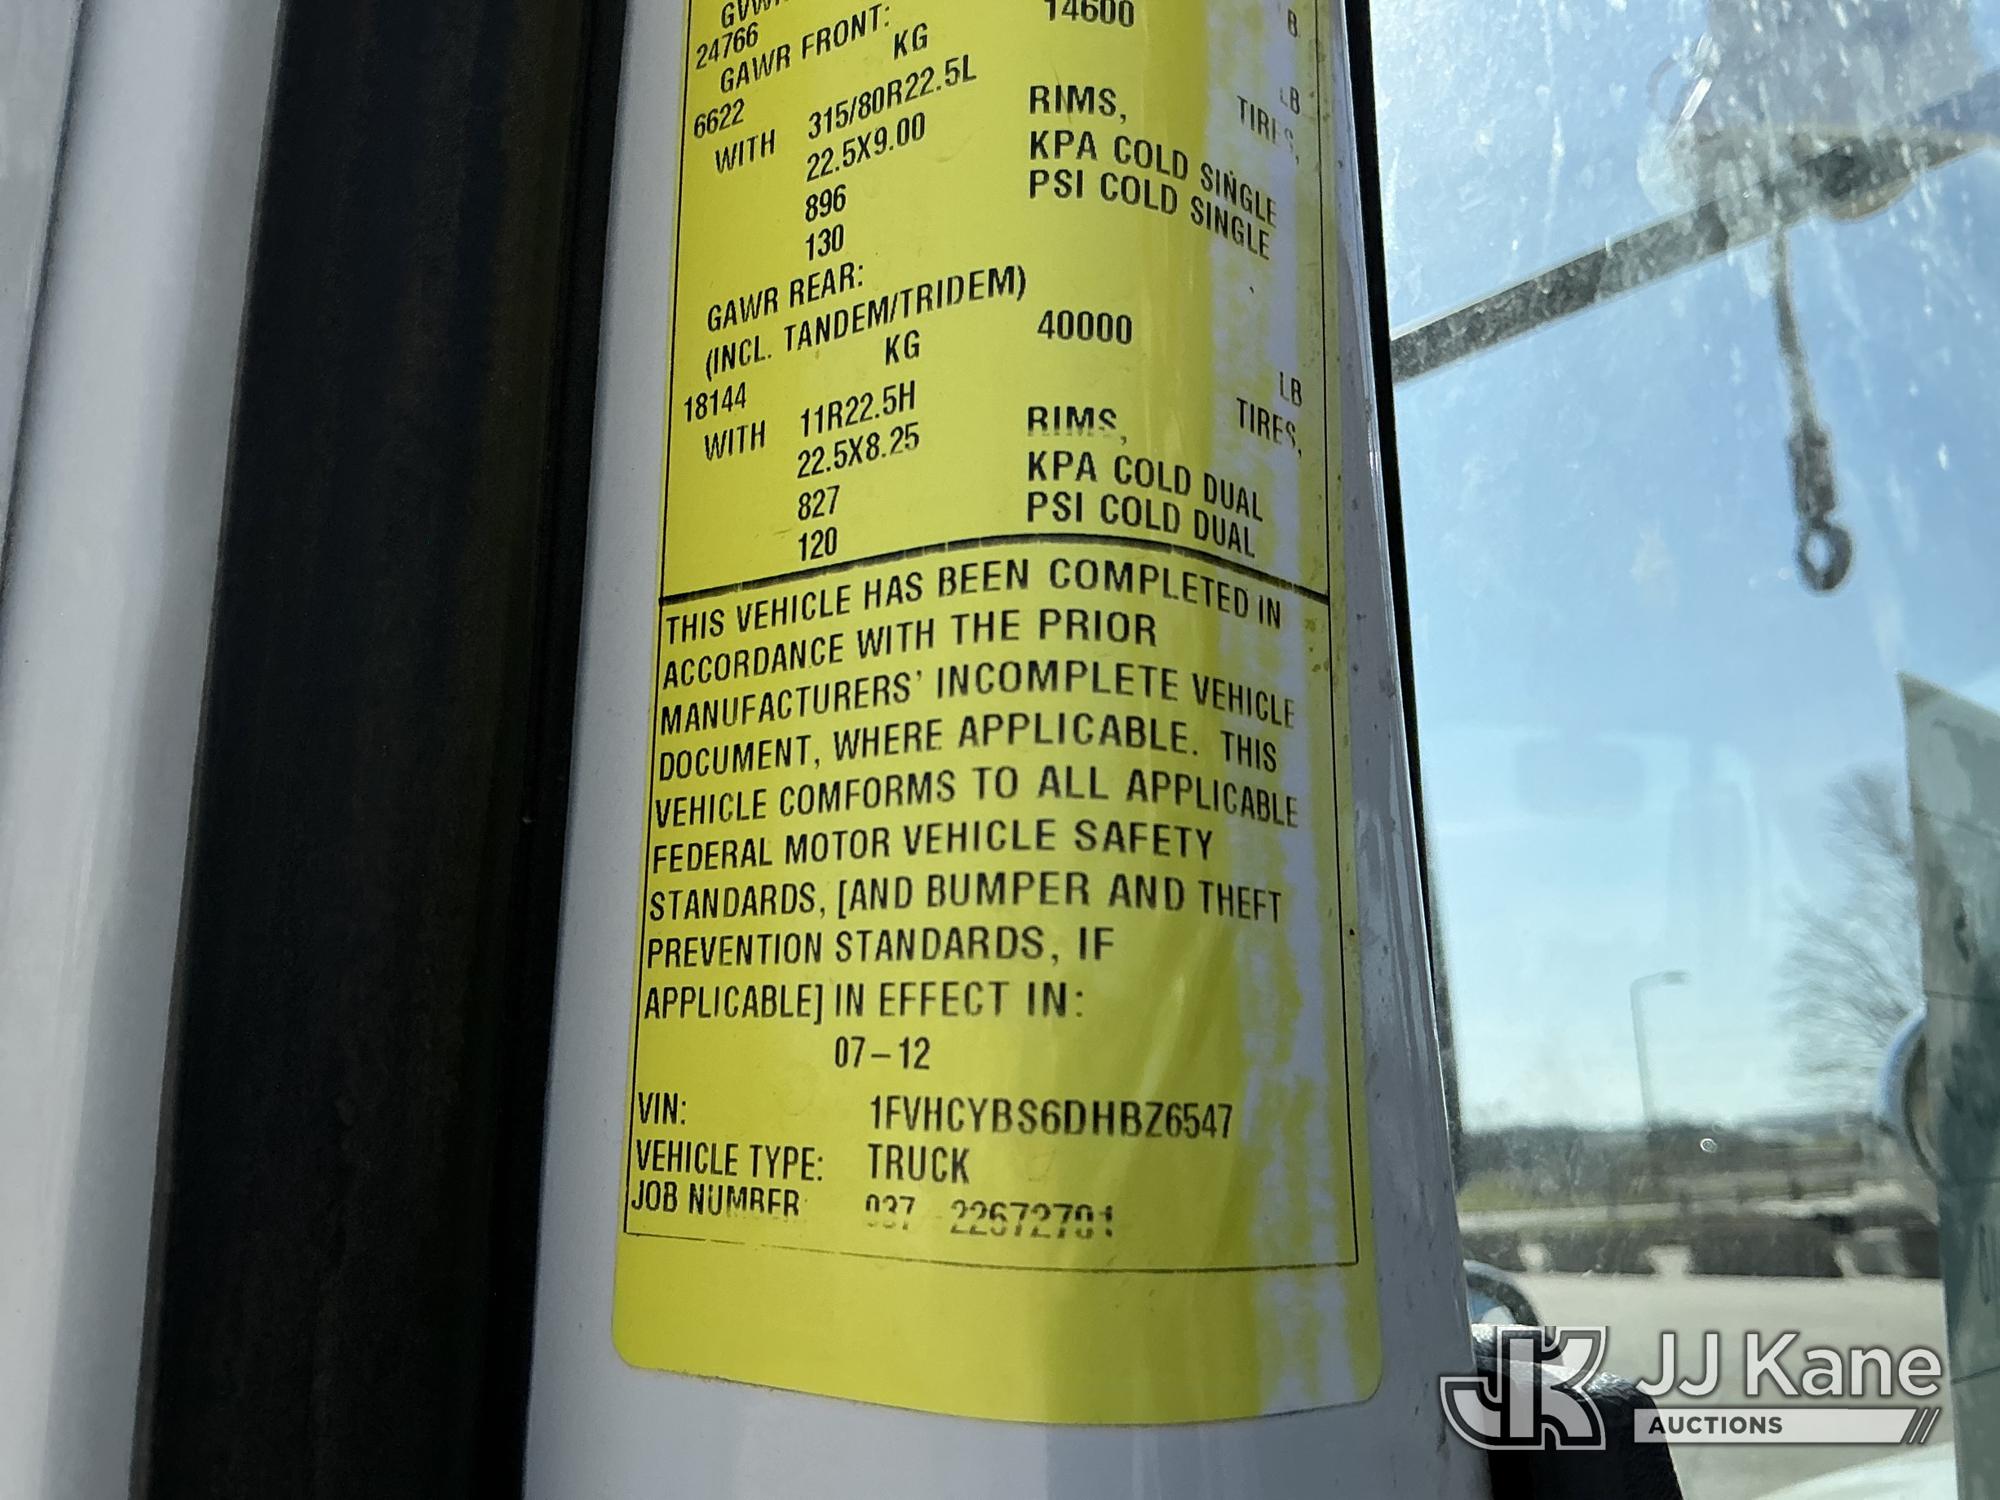 24766
GAWR FRONT: 14600 LB
6622 KG
WITH 315/80R22.5L TIRES,
22.5X9.00 RIMS,
896 KPA COLD SINGLE
130 PSI COLD SINGLE
GAWR REAR:
(INCL. TANDEM/TRIDEM) 40000 LB
18144 KG
WITH 11R22.5H TIRES,
22.5X8.25 RIMS,
827 KPA COLD DUAL
120 PSI COLD DUAL
THIS VEHICLE HAS BEEN COMPLETED IN
ACCORDANCE WITH THE PRIOR
MANUFACTURERS' INCOMPLETE VEHICLE
DOCUMENT, WHERE APPLICABLE. THIS
VEHICLE COMFORMS TO ALL APPLICABLE
FEDERAL MOTOR VEHICLE SAFETY
STANDARDS, [AND BUMPER AND THEFT
PREVENTION STANDARDS, IF
APPLICABLE] IN EFFECT IN:
07-12
VIN: 1FVHCYBS6DHBZ6547
VEHICLE TYPE: TRUCK
JOB NUMBER 037 22672701
JK JJ Kane
AUCTIONS